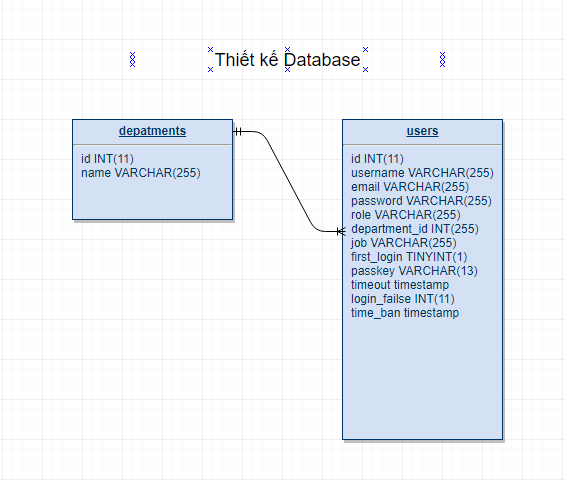 Thiết kế Database
depatments
id INT(11)
name VARCHAR(255)
users
id INT(11)
username VARCHAR(255)
email VARCHAR(255)
password VARCHAR(255)
role VARCHAR(255)
department_id INT(255)
job VARCHAR(255)
first_login TINYINT(1)
passkey VARCHAR(13)
timeout timestamp
login_failse INT(11)
time_ban timestamp